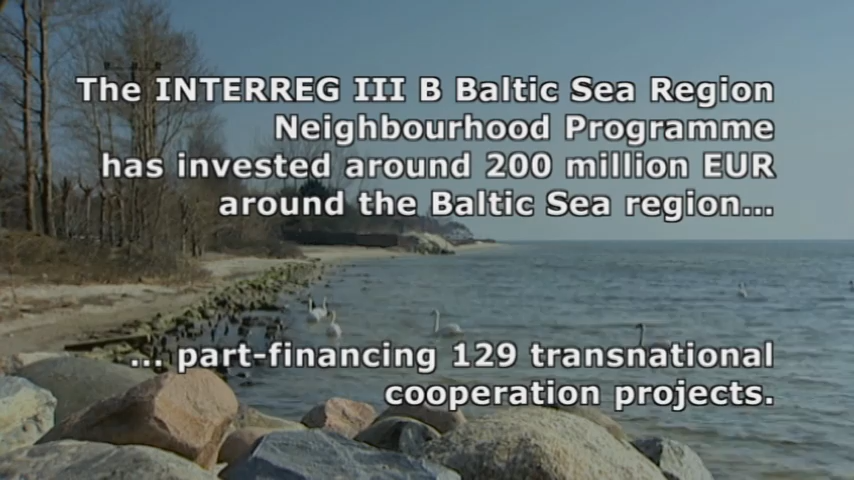 The INTERREG III B Baltic Sea Region
Neighbourhood Programme
has invested around 200 million EUR
around the Baltic Sea region...
... part-financing 129 transnational
cooperation projects.